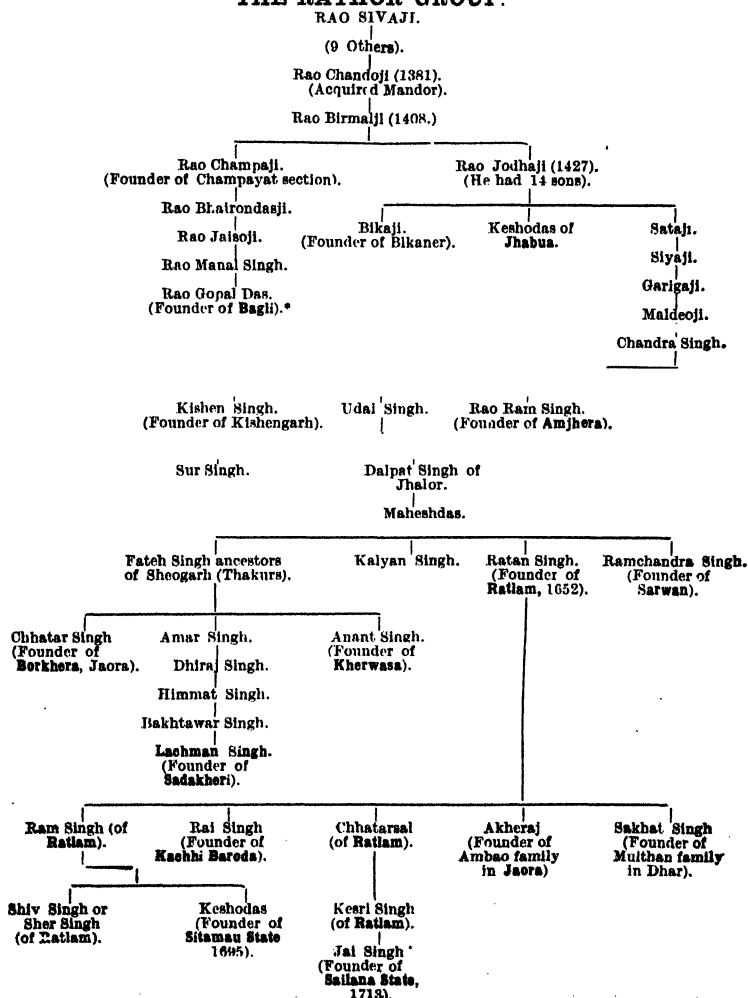 THE RATHOR GROUP.
RAO SIVAJI.
(9 Others).
Rao Chandoji (1381).
(Acquired Mandor).
Rao Birmalji (1408.)
Rao Champaji.
(Founder of Champayat section).
Rao Jodhaji (1427).
(He had 14 sons).
Rao Bhairondasji.
Rao Jaisoji.
Rao Manal Singh.
Rao Gopal Das.
(Founder of Bagli).*
Bikaji.
(Founder of Bikaner).
Keshodas of
Jhabua.
Sataji.
Siyaji.
Garigaji.
Maldeoji.
Chandra Singh.
Kishen Singh.
(Founder of Kishengarh).
Udai Singh.
Rao Ram Singh.
(Founder of Amjhera).
Sur Singh.
Dalpat Singh of
Jhalor.
Maheshdas.
Fateh Singh ancestors
of Sheogarh (Thakurs).
Kalyan Singh.
Ratan Singh.
(Founder of
Ratlam, 1652).
Ramchandra Singh.
(Founder of
Sarwan).
Chhatar Singh
(Founder of
Borkhera, Jaora).
Amar Singh.
Dhiraj Singh.
Himmat Singh.
Bakhtawar Singh.
Lachman Singh.
(Founder of
Sadakheri).
Anant Singh.
(Founder of
Kherwasa).
Ram Singh (of
Ratlam).
Rai Singh
(Founder of
Kachhi Baroda).
Chhatarsal
(of Ratlam).
Akheraj
(Founder of
Ambao family
in Jaora)
Sakhat Singh
(Founder of
Multhan family
in Dhar).
Shiv Singh or
Sher Singh
(of Ratlam).
Keshodas
(Founder of
Sitamau State
1695).
Kesri Singh
(of Ratlam).
Jai Singh
(Founder of
Sailana State,
1713).